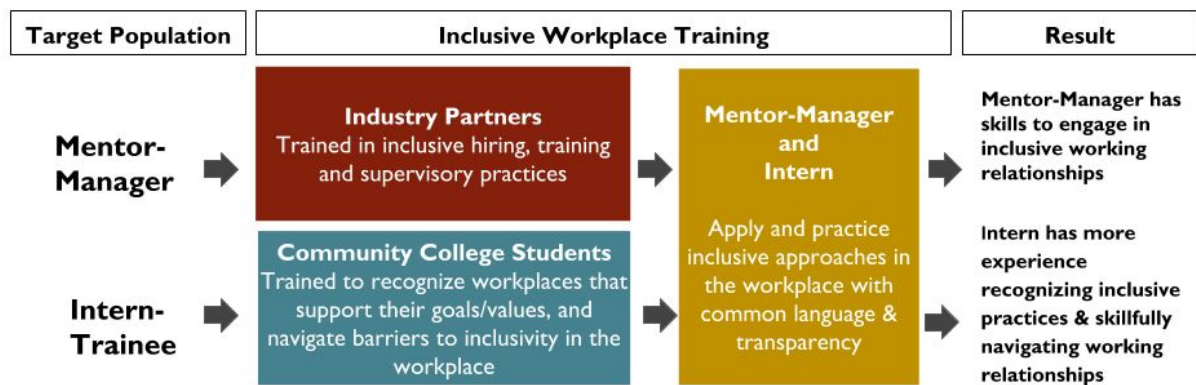 Target Population
Inclusive Workplace Training
Result
Mentor-
Manager
Industry Partners
Trained in inclusive hiring, training
and supervisory practices
Mentor-Manager
and
Intern
Apply and practice
inclusive approaches in
the workplace with
common language &
transparency
Mentor-Manager has
skills to engage in
inclusive working
relationships
Intern-
Trainee
Community College Students
Trained to recognize workplaces that
support their goals/values, and
navigate barriers to inclusivity in the
workplace
Intern has more
experience
recognizing inclusive
practices & skillfully
navigating working
relationships